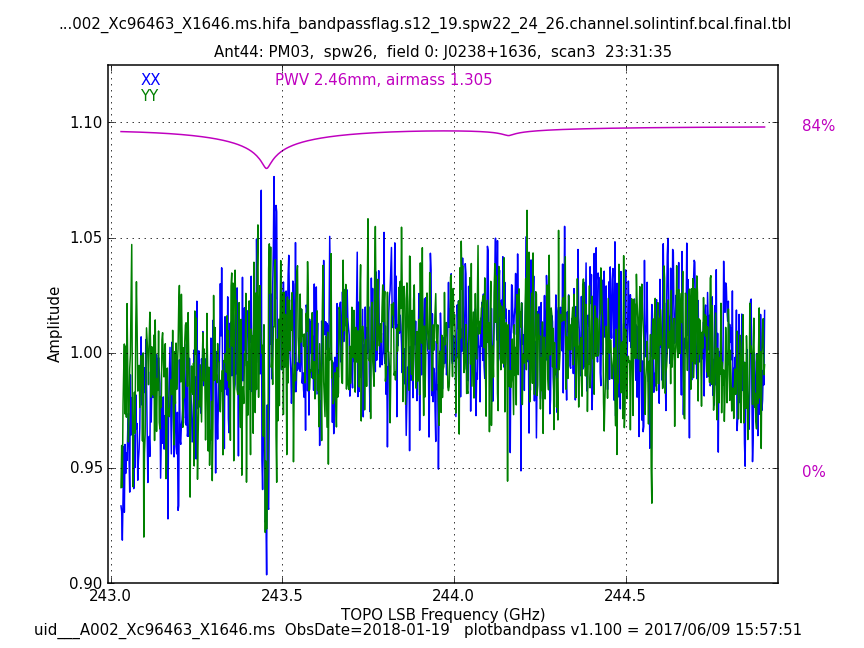 ...002_Xc96463_X1646.ms.hifa_bandpassflag.s12_19.spw22_24_26.channel.solintinf.bcal.final.tbl
Ant44: PM03,  spw26,  field 0: J0238+1636,  scan3  23:31:35
XX
PWV 2.46mm, airmass 1.305
YY
1.10
84%
1.05
Amplitude
1.00
0.95
0%
0.90
243.0 243.5 244.0 244.5
TOPO LSB Frequency (GHz)
uid___A002_Xc96463_X1646.ms  ObsDate=2018-01-19   plotbandpass v1.100 = 2017/06/09 15:57:51